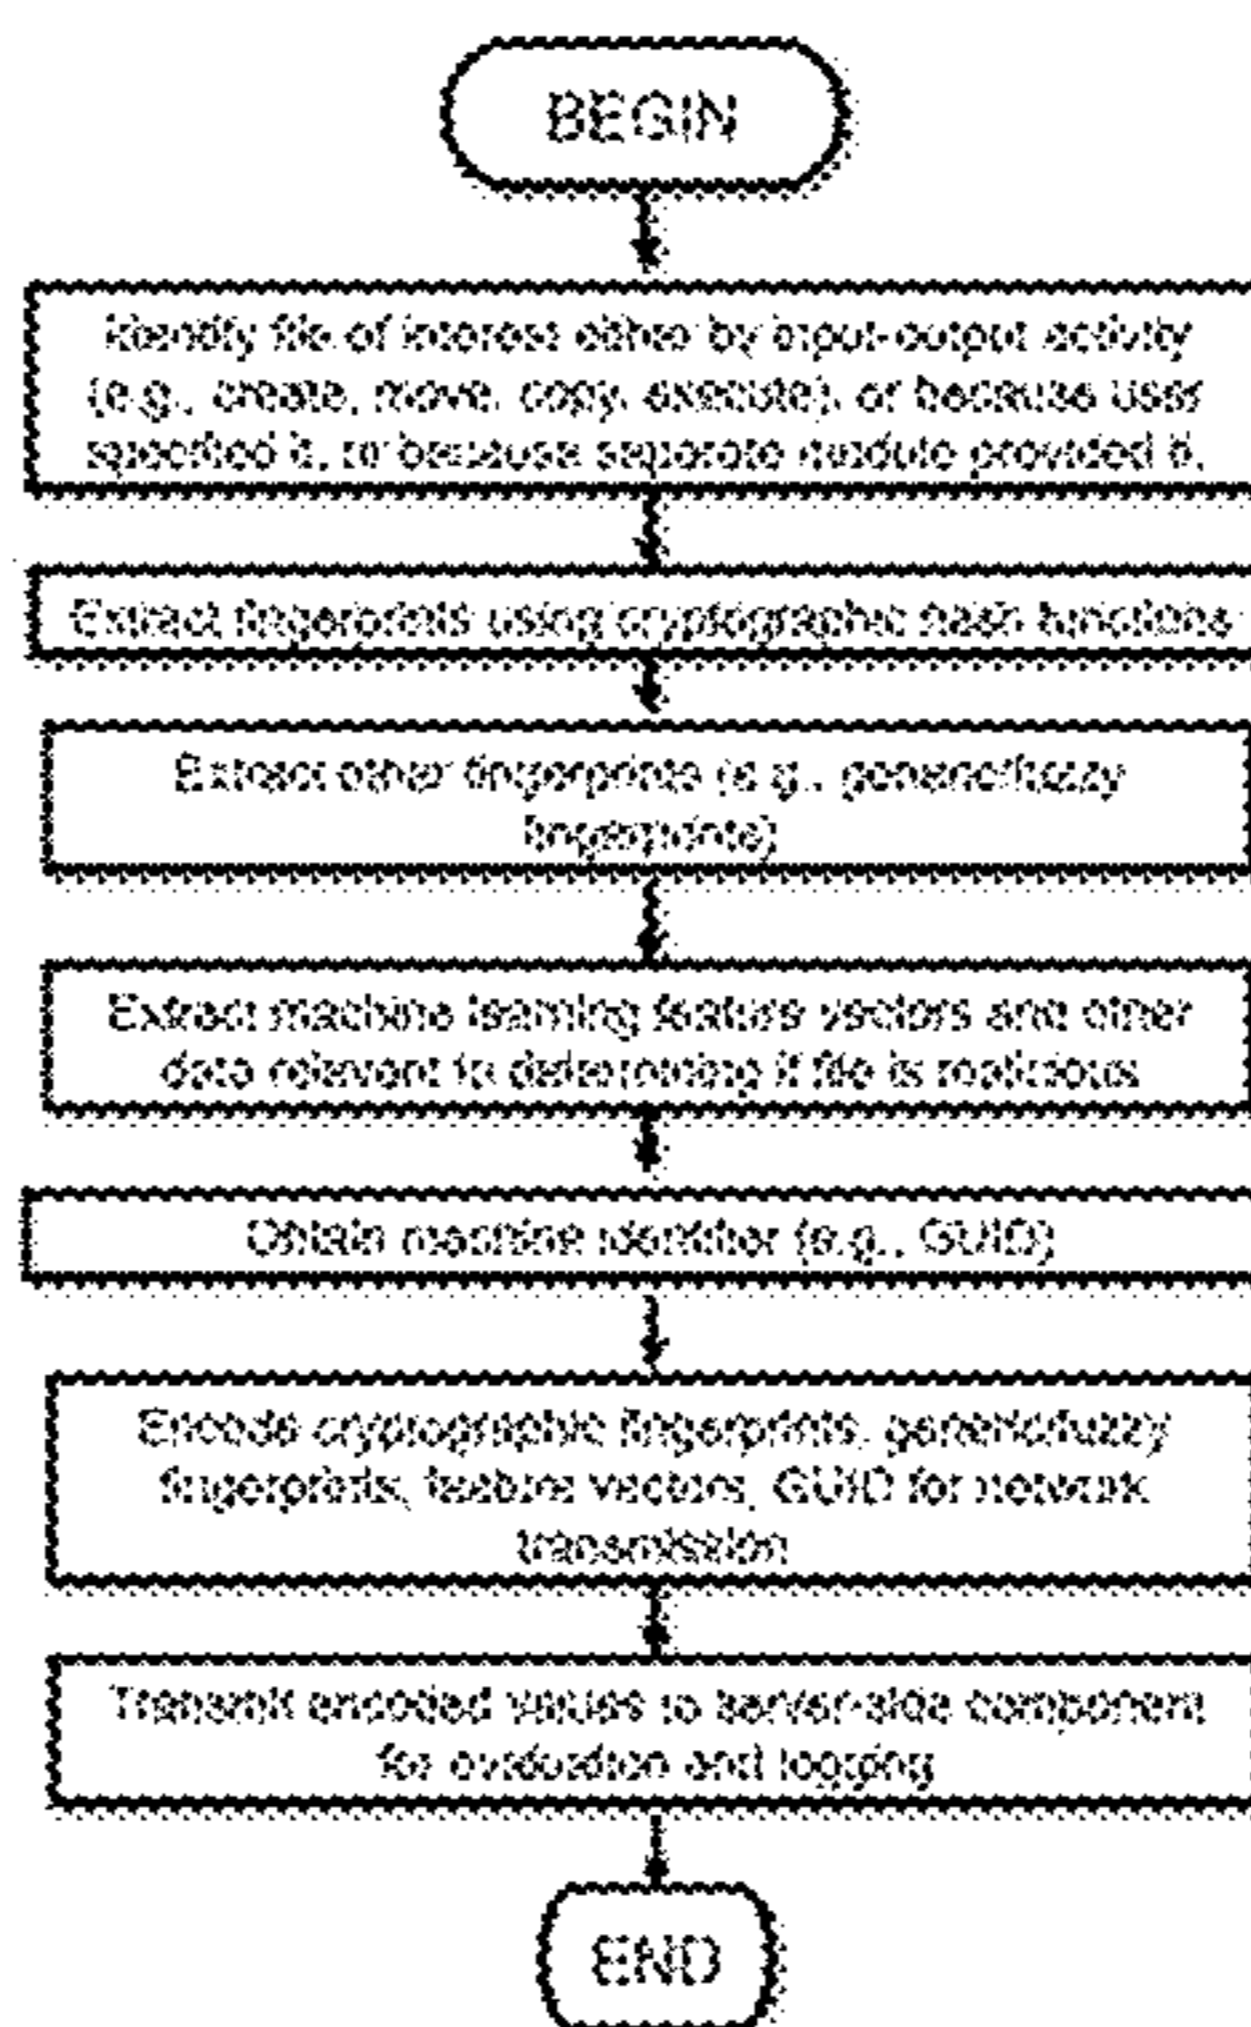 BEGIN
Identify file of interest either by input-output activity
(e.g., create, move, copy, execute), or because user
specified it, or because separate module provided it.
Extract fingerprints using cryptographic hash functions
Extract other fingerprints (e.g., generic/fuzzy
fingerprints)
Extract machine learning feature vectors and other
data relevant to determining if file is malicious
Obtain machine identifier (e.g., GUID)
Encode cryptographic fingerprints, generic/fuzzy
fingerprints, feature vectors, GUID for network
transmission
Transmit encoded values to server-side component
for evaluation and logging
END